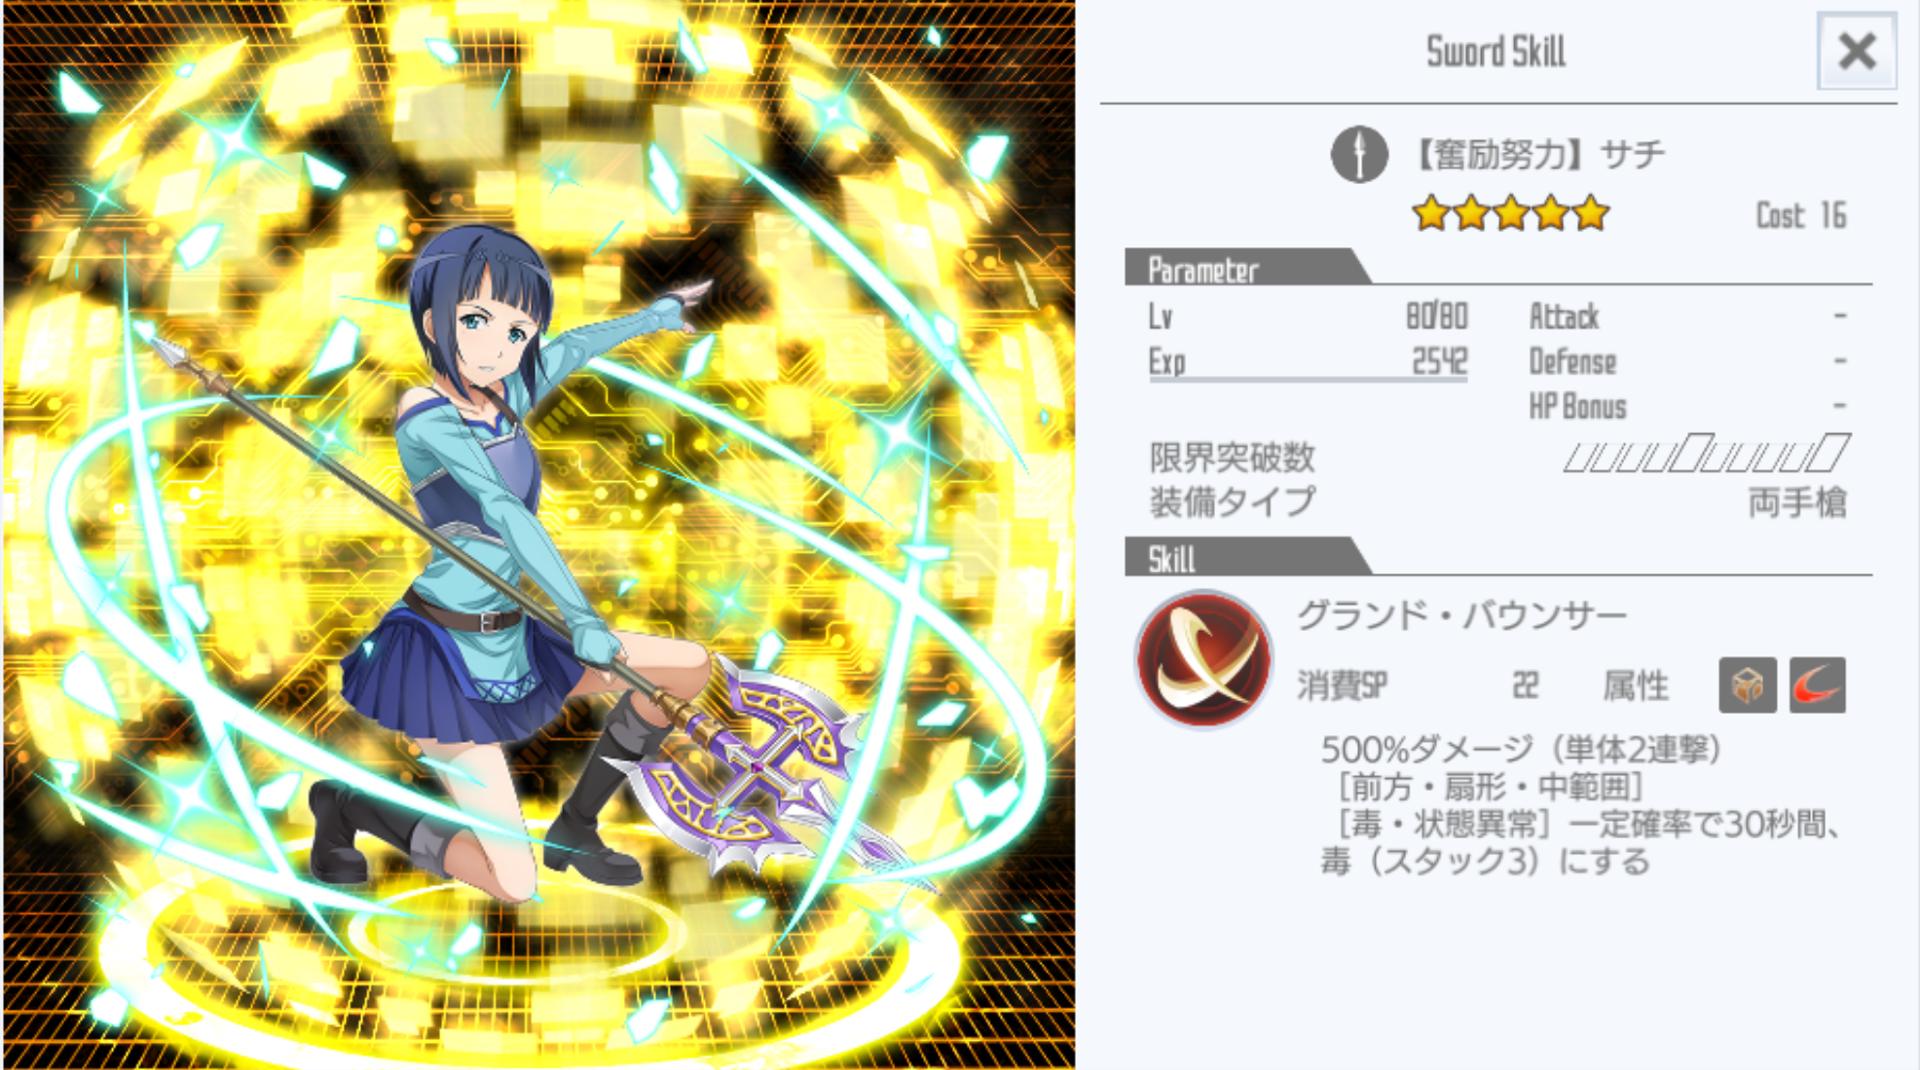 Sword Skill
【奮励努力】サチ
Cost 16
Parameter
Lv 80/80 Attack -
Exp 2542 Defense -
HP Bonus -
限界突破数
装備タイプ 両手槍
Skill
グランド・バウンサー
消費SP 22 属性
500%ダメージ（単体2連撃）
［前方・扇形・中範囲］
［毒・状態異常］一定確率で30秒間、
毒（スタック3）にする